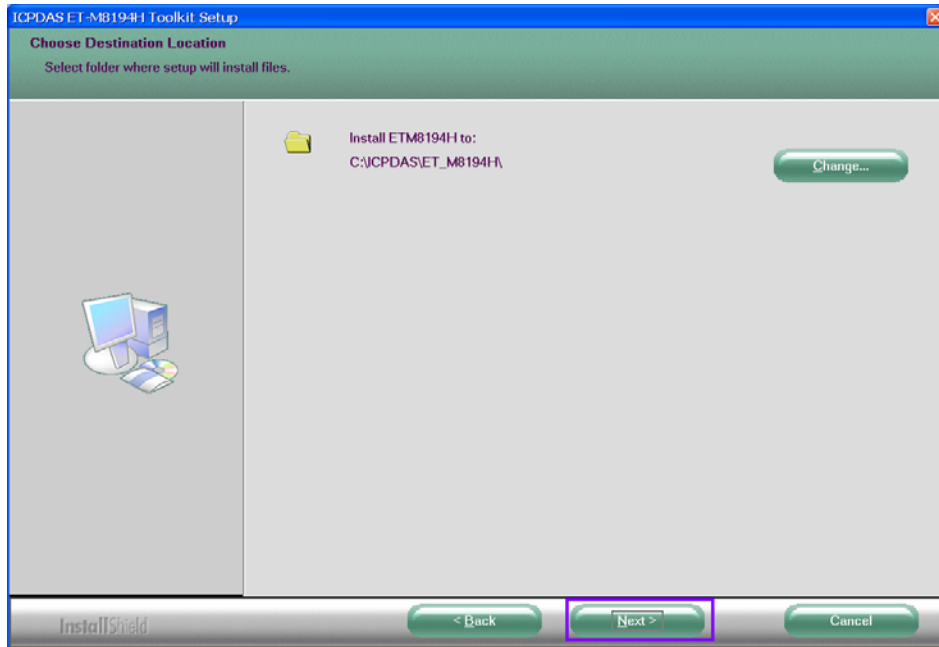 ICPDAS ET-M8194H Toolkit Setup
Choose Destination Location
Select folder where setup will install files.
Install ETM8194H to:
C:\ICPDAS\ET_M8194H\
Change...
InstallShield
< Back
Next >
Cancel